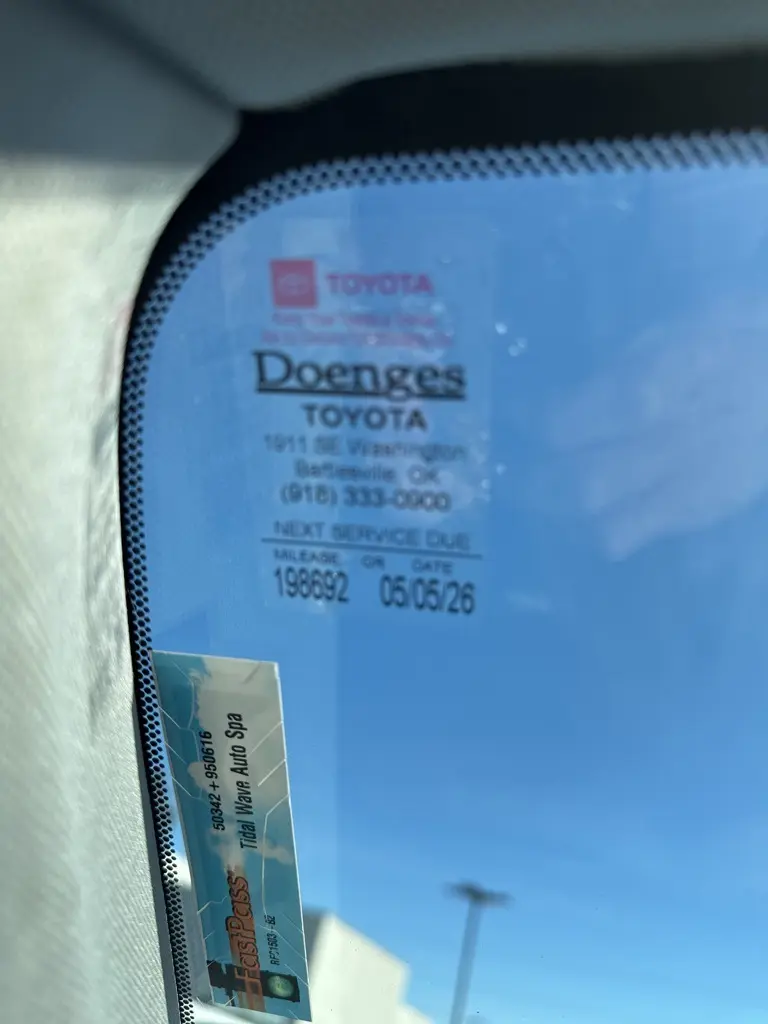 TOYOTA
Doenges
TOYOTA
1911 SE Washington
Bartlesville, OK
(918) 333-0900
NEXT SERVICE DUE
MILEAGE OR DATE
198692 05/05/26
50342 + 950616
Tidal Wave Auto Spa
FastPass